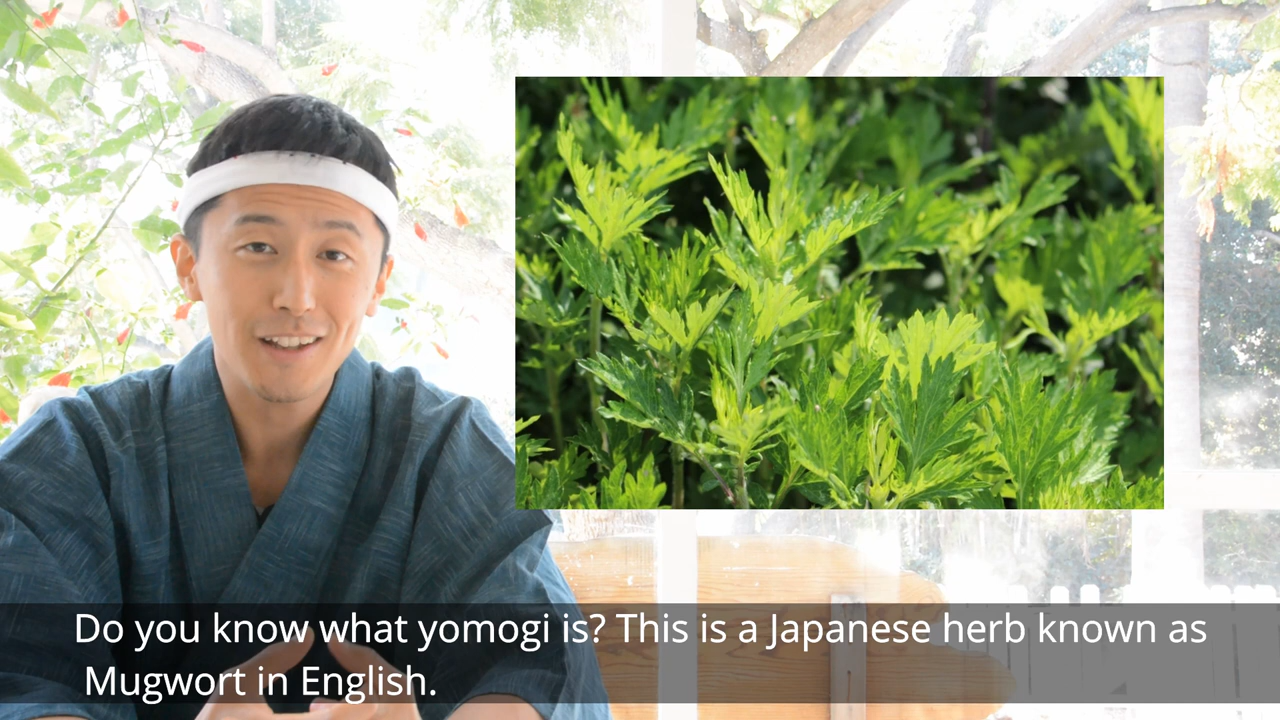 Do you know what yomogi is? This is a Japanese herb known as
Mugwort in English.